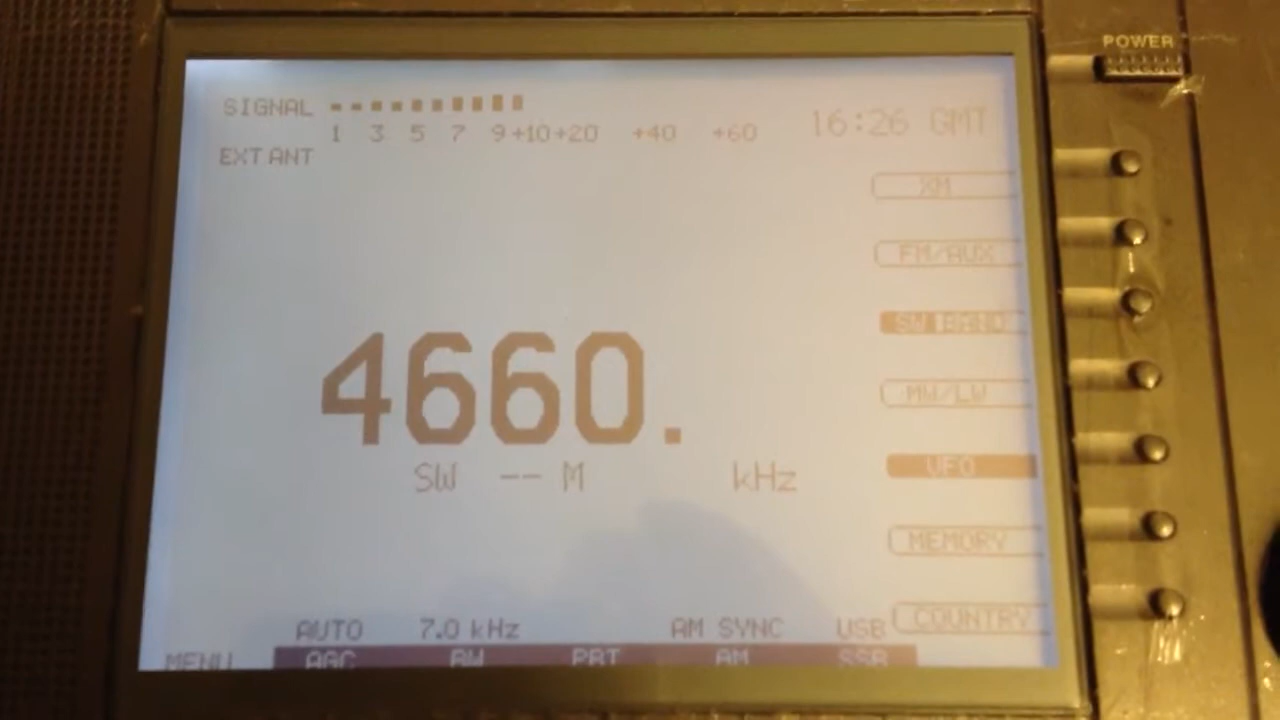 POWER
SIGNAL
1 3 5 7 9 +10 +20 +40 +60
16:26 GMT
EXT ANT
XM
FM/AUX
SW BAND
4660.
MW/LW
SW -- M kHz
VFO
MEMORY
COUNTRY
AUTO 7.0 kHz AM SYNC USB
MENU AGC BW PBT AM SSB